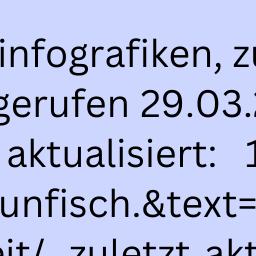 infografiken, zu
gerufen 29.03.2
aktualisiert: 1
unfisch.&text=
eit/ zuletzt akt